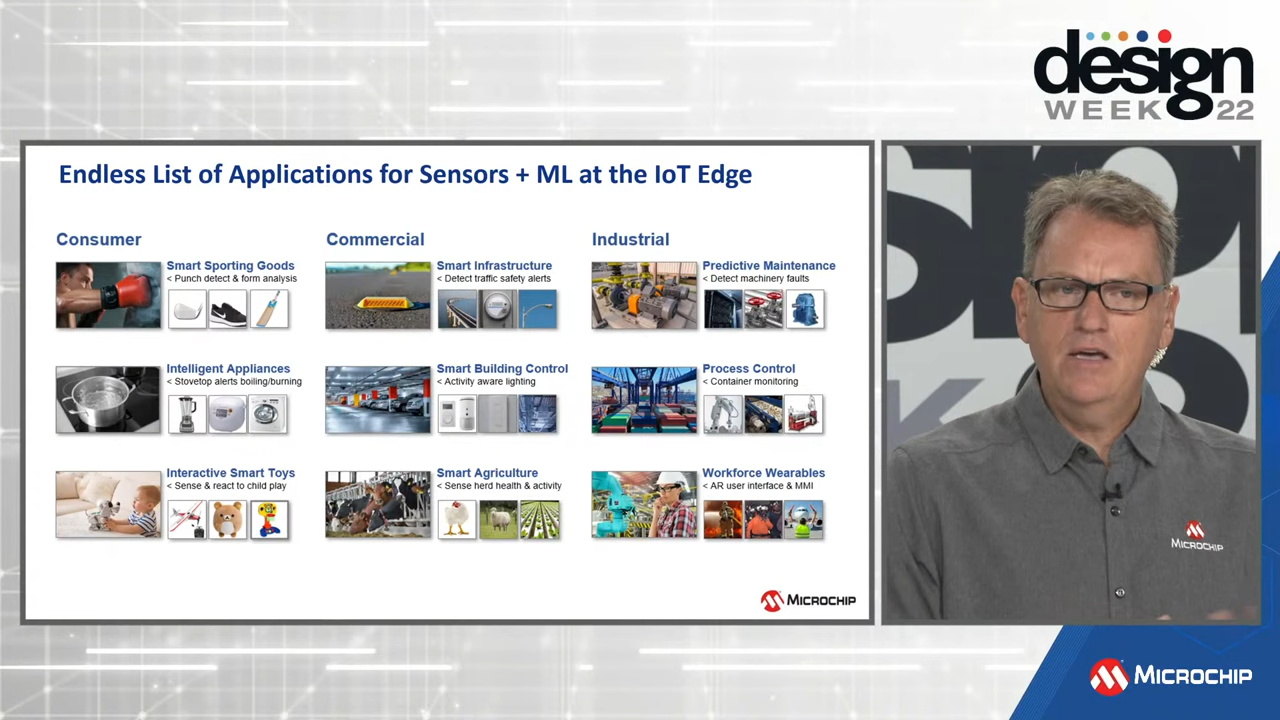 design
WEEK 22
Endless List of Applications for Sensors + ML at the IoT Edge
Consumer
Smart Sporting Goods
< Punch detect & form analysis
Intelligent Appliances
< Stovetop alerts boiling/burning
Interactive Smart Toys
< Sense & react to child play
Commercial
Smart Infrastructure
< Detect traffic safety alerts
Smart Building Control
< Activity aware lighting
Smart Agriculture
< Sense herd health & activity
Industrial
Predictive Maintenance
< Detect machinery faults
Process Control
< Container monitoring
Workforce Wearables
< AR user interface & MMI
MICROCHIP
MICROCHIP
MICROCHIP